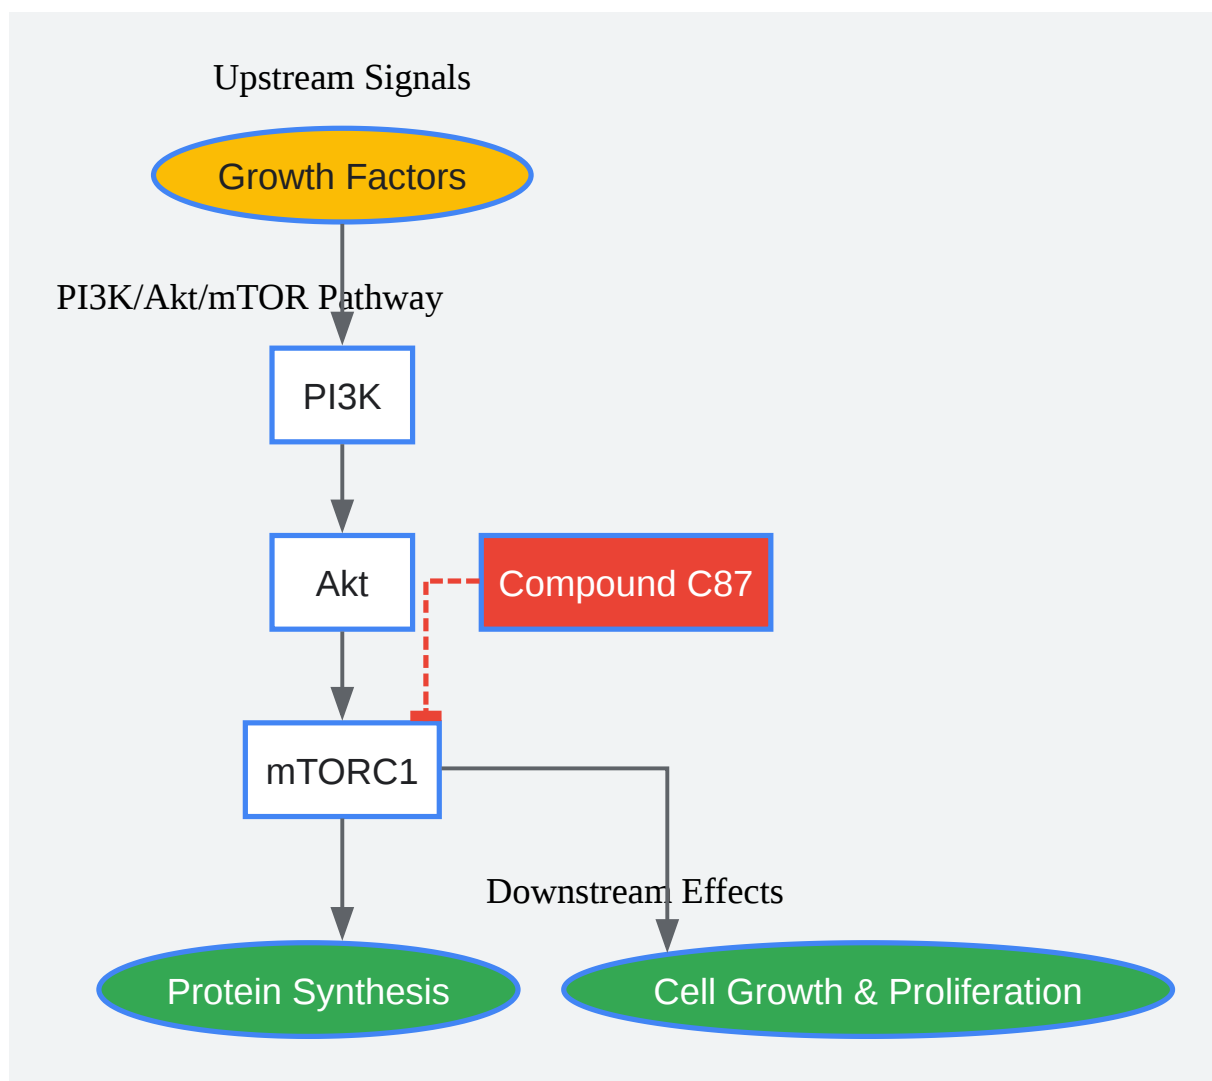 Upstream Signals
Growth Factors
PI3K/Akt/mTOR Pathway
PI3K
Akt
Compound C87
mTORC1
Downstream Effects
Protein Synthesis
Cell Growth & Proliferation